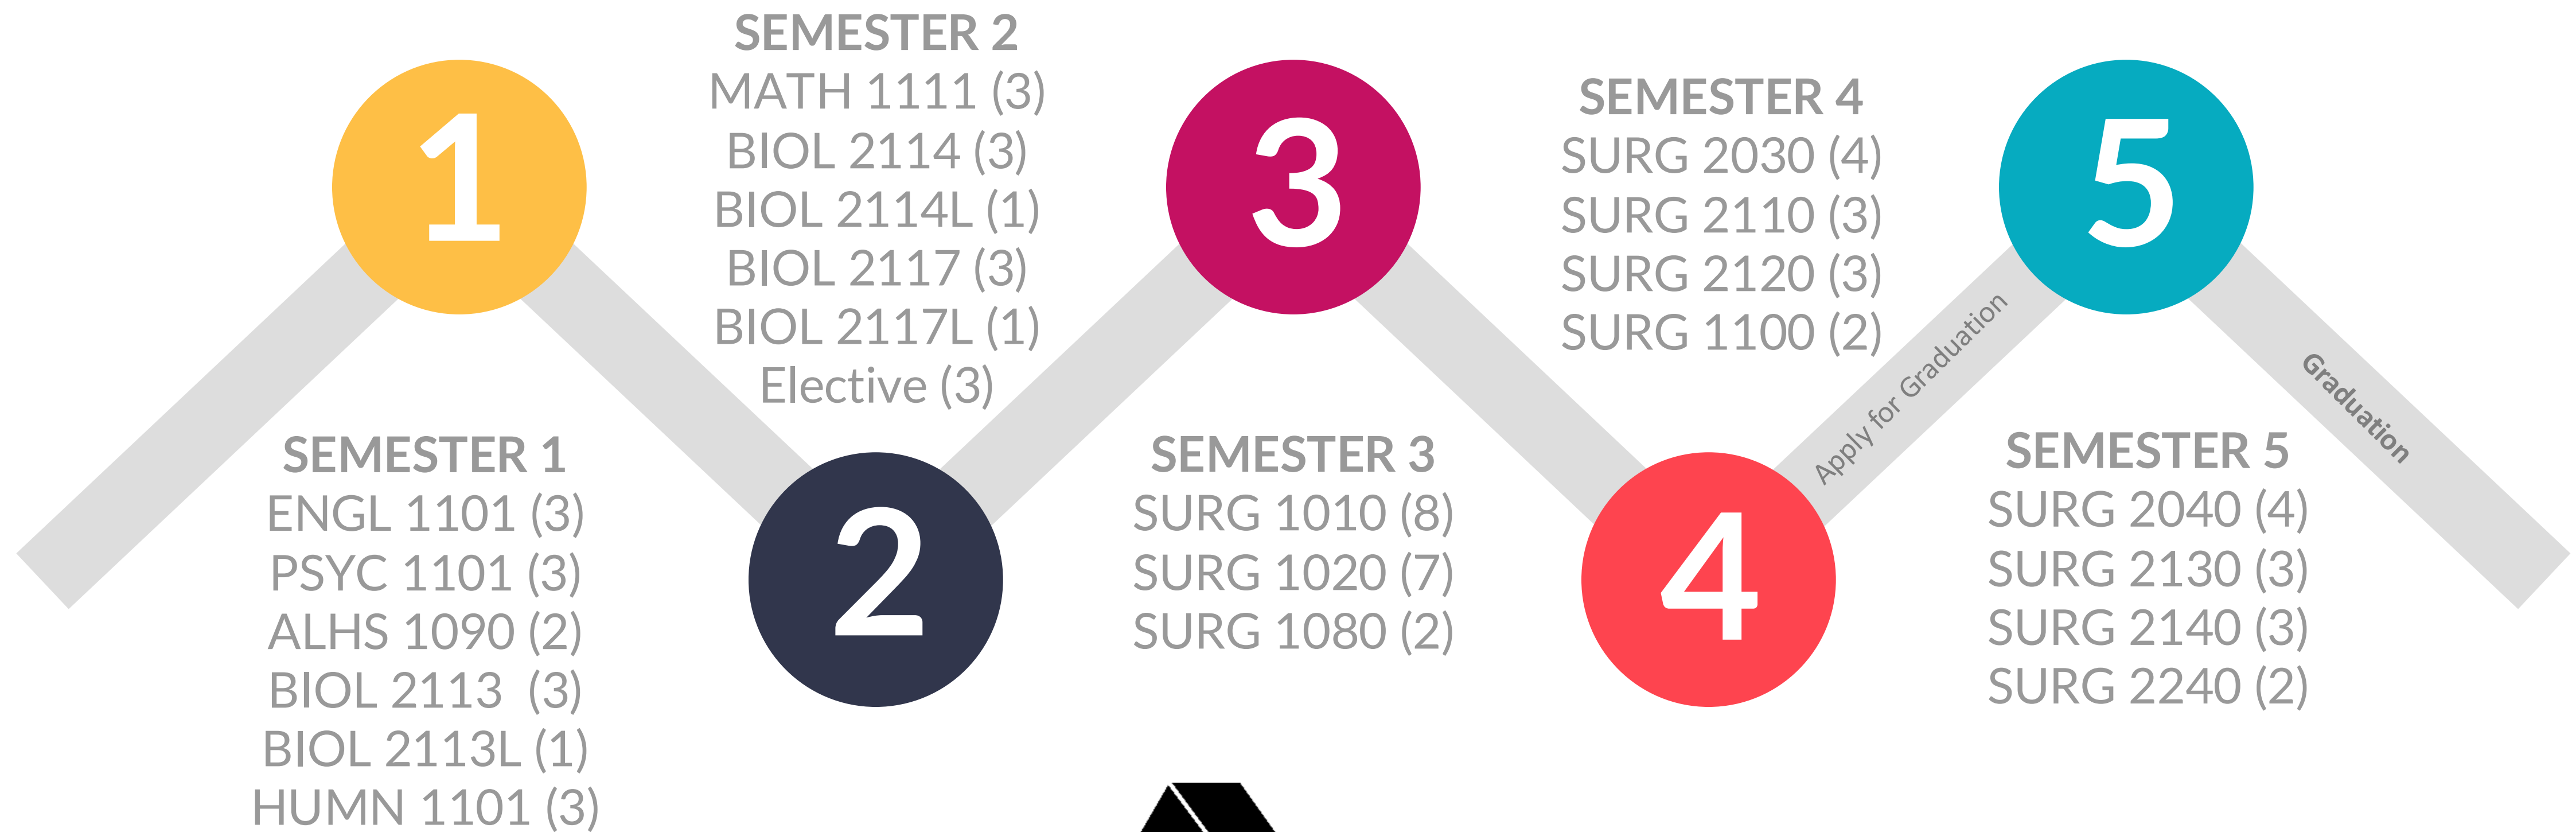 1
SEMESTER 1
ENGL 1101 (3)
PSYC 1101 (3)
ALHS 1090 (2)
BIOL 2113 (3)
BIOL 2113L (1)
HUMN 1101 (3)
SEMESTER 2
MATH 1111 (3)
BIOL 2114 (3)
BIOL 2114L (1)
BIOL 2117 (3)
BIOL 2117L (1)
Elective (3)
2
3
SEMESTER 3
SURG 1010 (8)
SURG 1020 (7)
SURG 1080 (2)
SEMESTER 4
SURG 2030 (4)
SURG 2110 (3)
SURG 2120 (3)
SURG 1100 (2)
4
Apply for Graduation
5
SEMESTER 5
SURG 2040 (4)
SURG 2130 (3)
SURG 2140 (3)
SURG 2240 (2)
Graduation